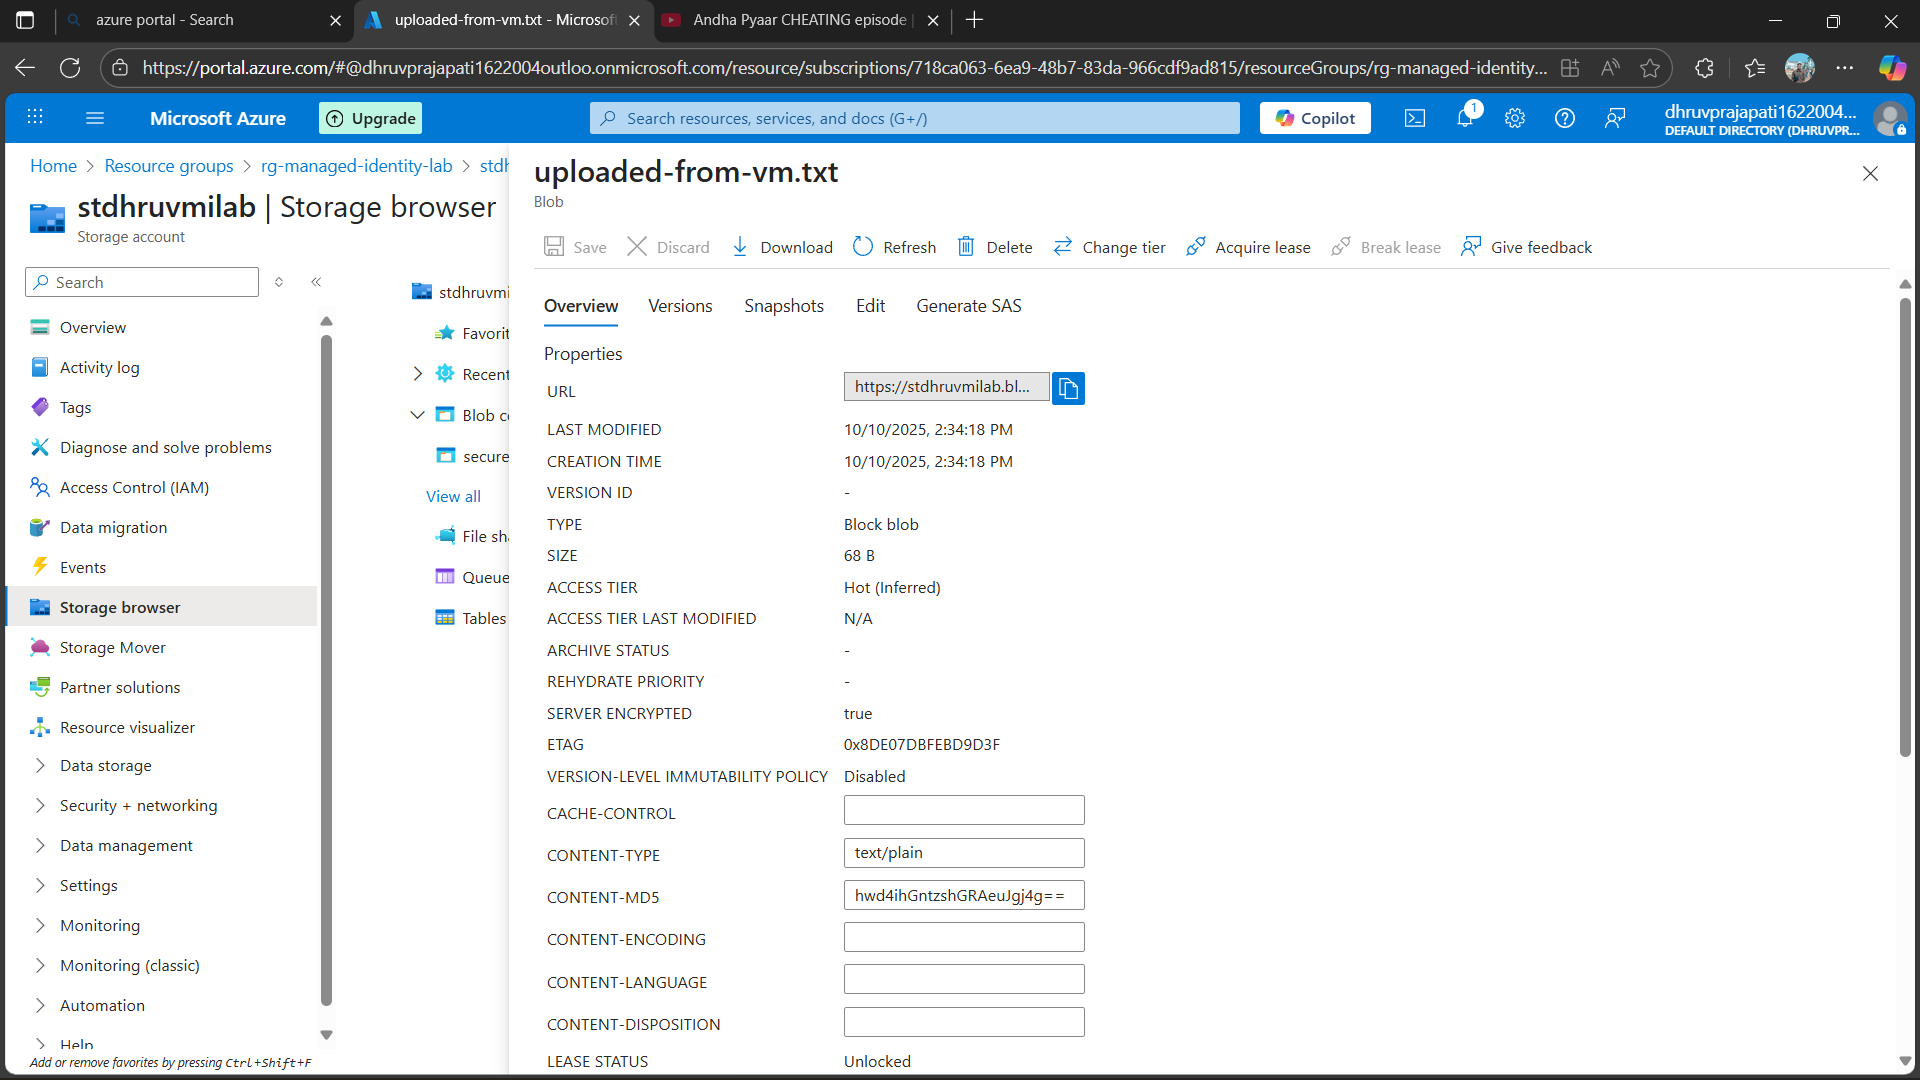 azure portal - Search
uploaded-from-vm.txt - Microsoft
Andha Pyaar CHEATING episode |
https://portal.azure.com/#@dhruvprajapati1622004outloo.onmicrosoft.com/resource/subscriptions/718ca063-6ea9-48b7-83da-966cdf9ad815/resourceGroups/rg-managed-identity...
Microsoft Azure
Upgrade
Search resources, services, and docs (G+/)
Copilot
1
dhruvprajapati1622004...
DEFAULT DIRECTORY (DHRUVPR...
Home > Resource groups > rg-managed-identity-lab > stdh
stdhruvmilab | Storage browser
Storage account
Search
Overview
Activity log
Tags
Diagnose and solve problems
Access Control (IAM)
Data migration
Events
Storage browser
Storage Mover
Partner solutions
Resource visualizer
Data storage
Security + networking
Data management
Settings
Monitoring
Monitoring (classic)
Automation
Help
Add or remove favorites by pressing Ctrl+Shift+F
stdhruvmi
Favorit
Recent
Blob co
secure
View all
File sha
Queue
Tables
uploaded-from-vm.txt
Blob
Save
Discard
Download
Refresh
Delete
Change tier
Acquire lease
Break lease
Give feedback
Overview
Versions
Snapshots
Edit
Generate SAS
Properties
URL https://stdhruvmilab.bl...
LAST MODIFIED 10/10/2025, 2:34:18 PM
CREATION TIME 10/10/2025, 2:34:18 PM
VERSION ID -
TYPE Block blob
SIZE 68 B
ACCESS TIER Hot (Inferred)
ACCESS TIER LAST MODIFIED N/A
ARCHIVE STATUS -
REHYDRATE PRIORITY -
SERVER ENCRYPTED true
ETAG 0x8DE07DBFEBD9D3F
VERSION-LEVEL IMMUTABILITY POLICY Disabled
CACHE-CONTROL
CONTENT-TYPE text/plain
CONTENT-MD5 hwd4ihGntzshGRAeuJgj4g==
CONTENT-ENCODING
CONTENT-LANGUAGE
CONTENT-DISPOSITION
LEASE STATUS Unlocked